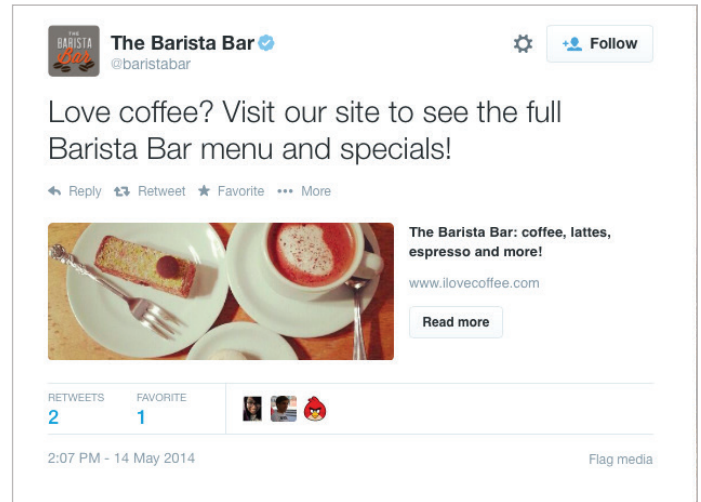 THE
BARISTA
Bar
The Barista Bar
@baristabar
Follow
Love coffee? Visit our site to see the full
Barista Bar menu and specials!
Reply Retweet Favorite More
The Barista Bar: coffee, lattes,
espresso and more!
www.ilovecoffee.com
Read more
RETWEETS FAVORITE
2 1
2:07 PM - 14 May 2014 Flag media